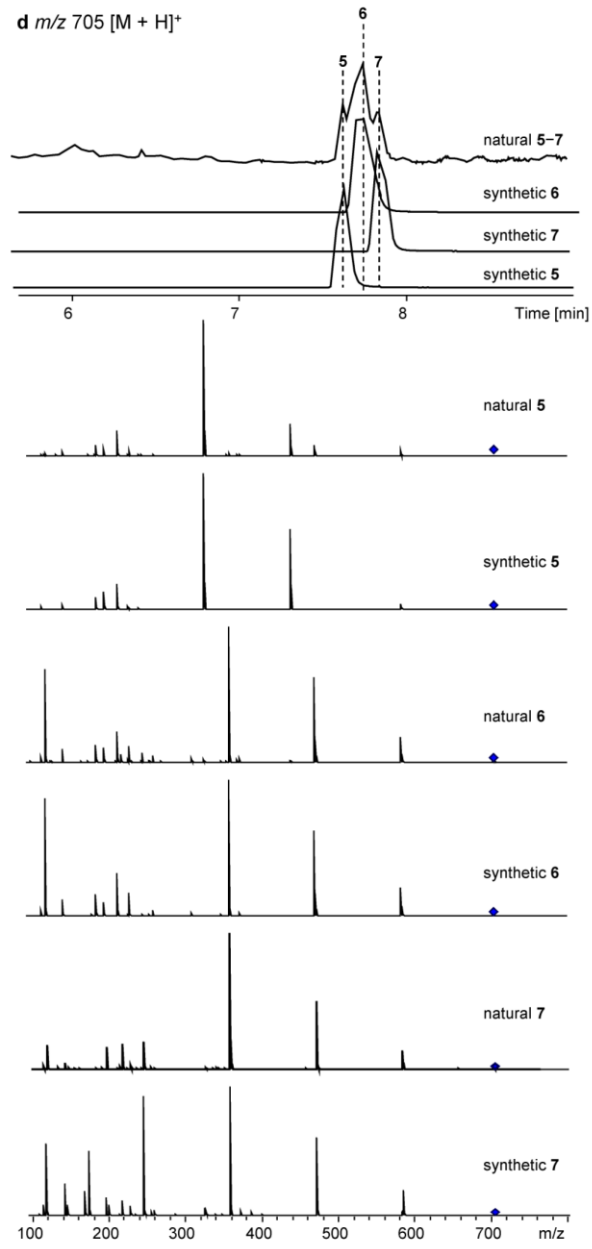 d m/z 705 [M + H]⁺
6
5 7
natural 5–7
synthetic 6
synthetic 7
synthetic 5
6 7 8 Time [min]
natural 5
synthetic 5
natural 6
synthetic 6
natural 7
synthetic 7
100 200 300 400 500 600 700 m/z